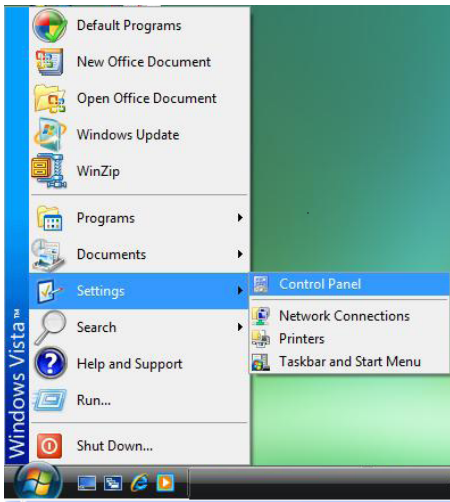 Default Programs
New Office Document
Open Office Document
Windows Update
WinZip
Programs
Documents
Settings
Search
Help and Support
Run...
Shut Down...
Control Panel
Network Connections
Printers
Taskbar and Start Menu
Windows Vista™